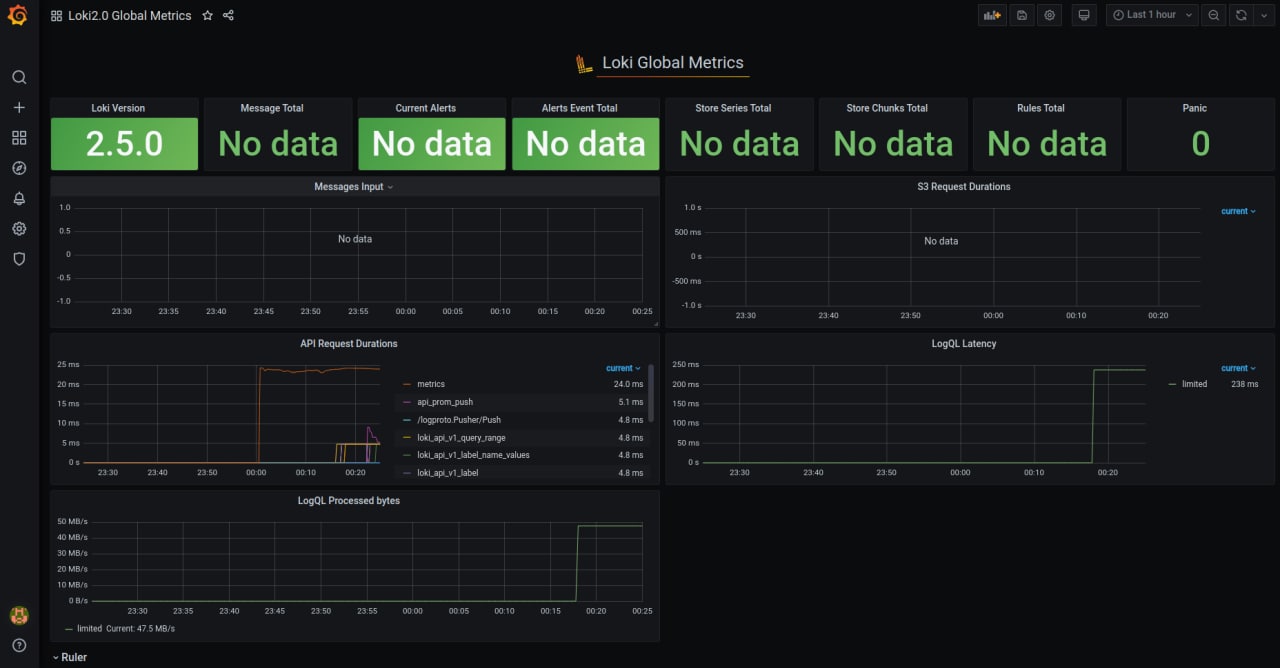 Loki2.0 Global Metrics
Last 1 hour
Loki Global Metrics
Loki Version
Message Total
Current Alerts
Alerts Event Total
Store Series Total
Store Chunks Total
Rules Total
Panic
2.5.0
No data
No data
No data
No data
No data
No data
0
Messages Input
1.0
0.5
0
-0.5
-1.0
No data
23:30 23:35 23:40 23:45 23:50 23:55 00:00 00:05 00:10 00:15 00:20 00:25
S3 Request Durations
current
1.0 s
500 ms
0 s
-500 ms
-1.0 s
No data
23:30 23:40 23:50 00:00 00:10 00:20
API Request Durations
25 ms
20 ms
15 ms
10 ms
5 ms
0 s
23:30 23:40 23:50 00:00 00:10 00:20
current
metrics 24.0 ms
api_prom_push 5.1 ms
/logproto.Pusher/Push 4.8 ms
loki_api_v1_query_range 4.8 ms
loki_api_v1_label_name_values 4.8 ms
loki_api_v1_label 4.8 ms
LogQL Latency
250 ms
200 ms
150 ms
100 ms
50 ms
0 s
23:30 23:40 23:50 00:00 00:10 00:20
current
limited 238 ms
LogQL Processed bytes
50 MB/s
40 MB/s
30 MB/s
20 MB/s
10 MB/s
0 B/s
23:30 23:35 23:40 23:45 23:50 23:55 00:00 00:05 00:10 00:15 00:20 00:25
limited Current: 47.5 MB/s
Ruler